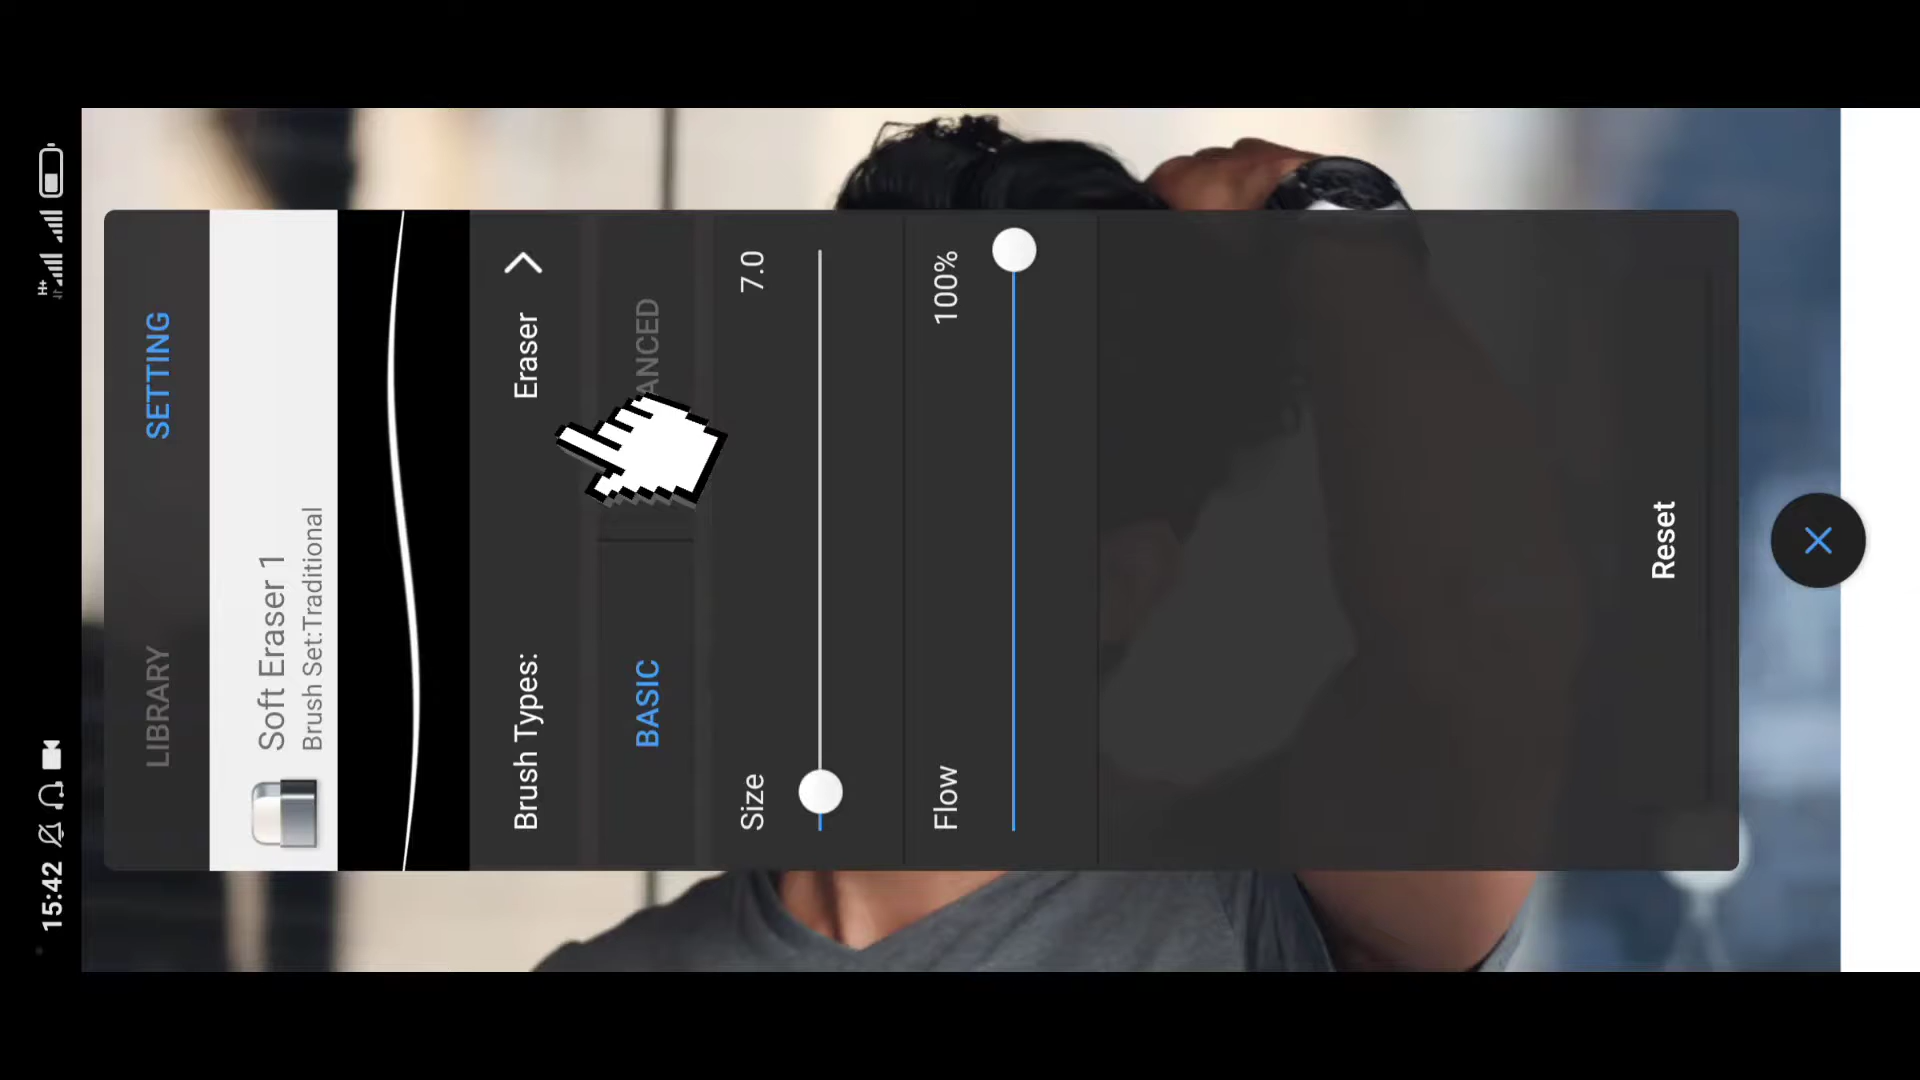 15:42
H+
LIBRARY SETTING
Soft Eraser 1
Brush Set:Traditional
Brush Types: Eraser
BASIC ANCED
Size 7.0
Flow 100%
Reset